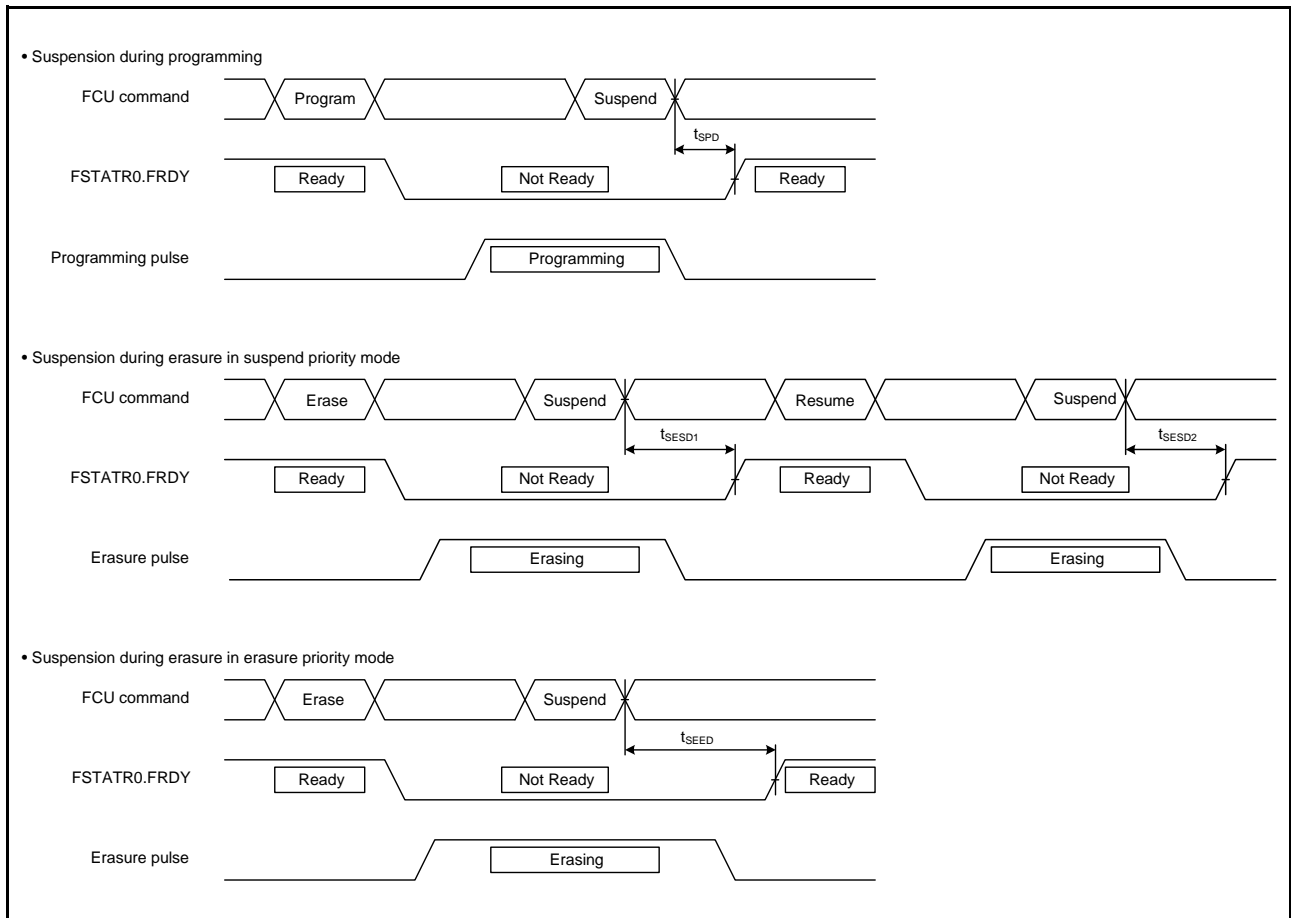 • Suspension during programming
FCU command
Program
Suspend
tSPD
FSTATR0.FRDY
Ready
Not Ready
Ready
Programming pulse
Programming
• Suspension during erasure in suspend priority mode
FCU command
Erase
Suspend
Resume
Suspend
tSESD1
tSESD2
FSTATR0.FRDY
Ready
Not Ready
Ready
Not Ready
Erasure pulse
Erasing
Erasing
• Suspension during erasure in erasure priority mode
FCU command
Erase
Suspend
tSEED
FSTATR0.FRDY
Ready
Not Ready
Ready
Erasure pulse
Erasing